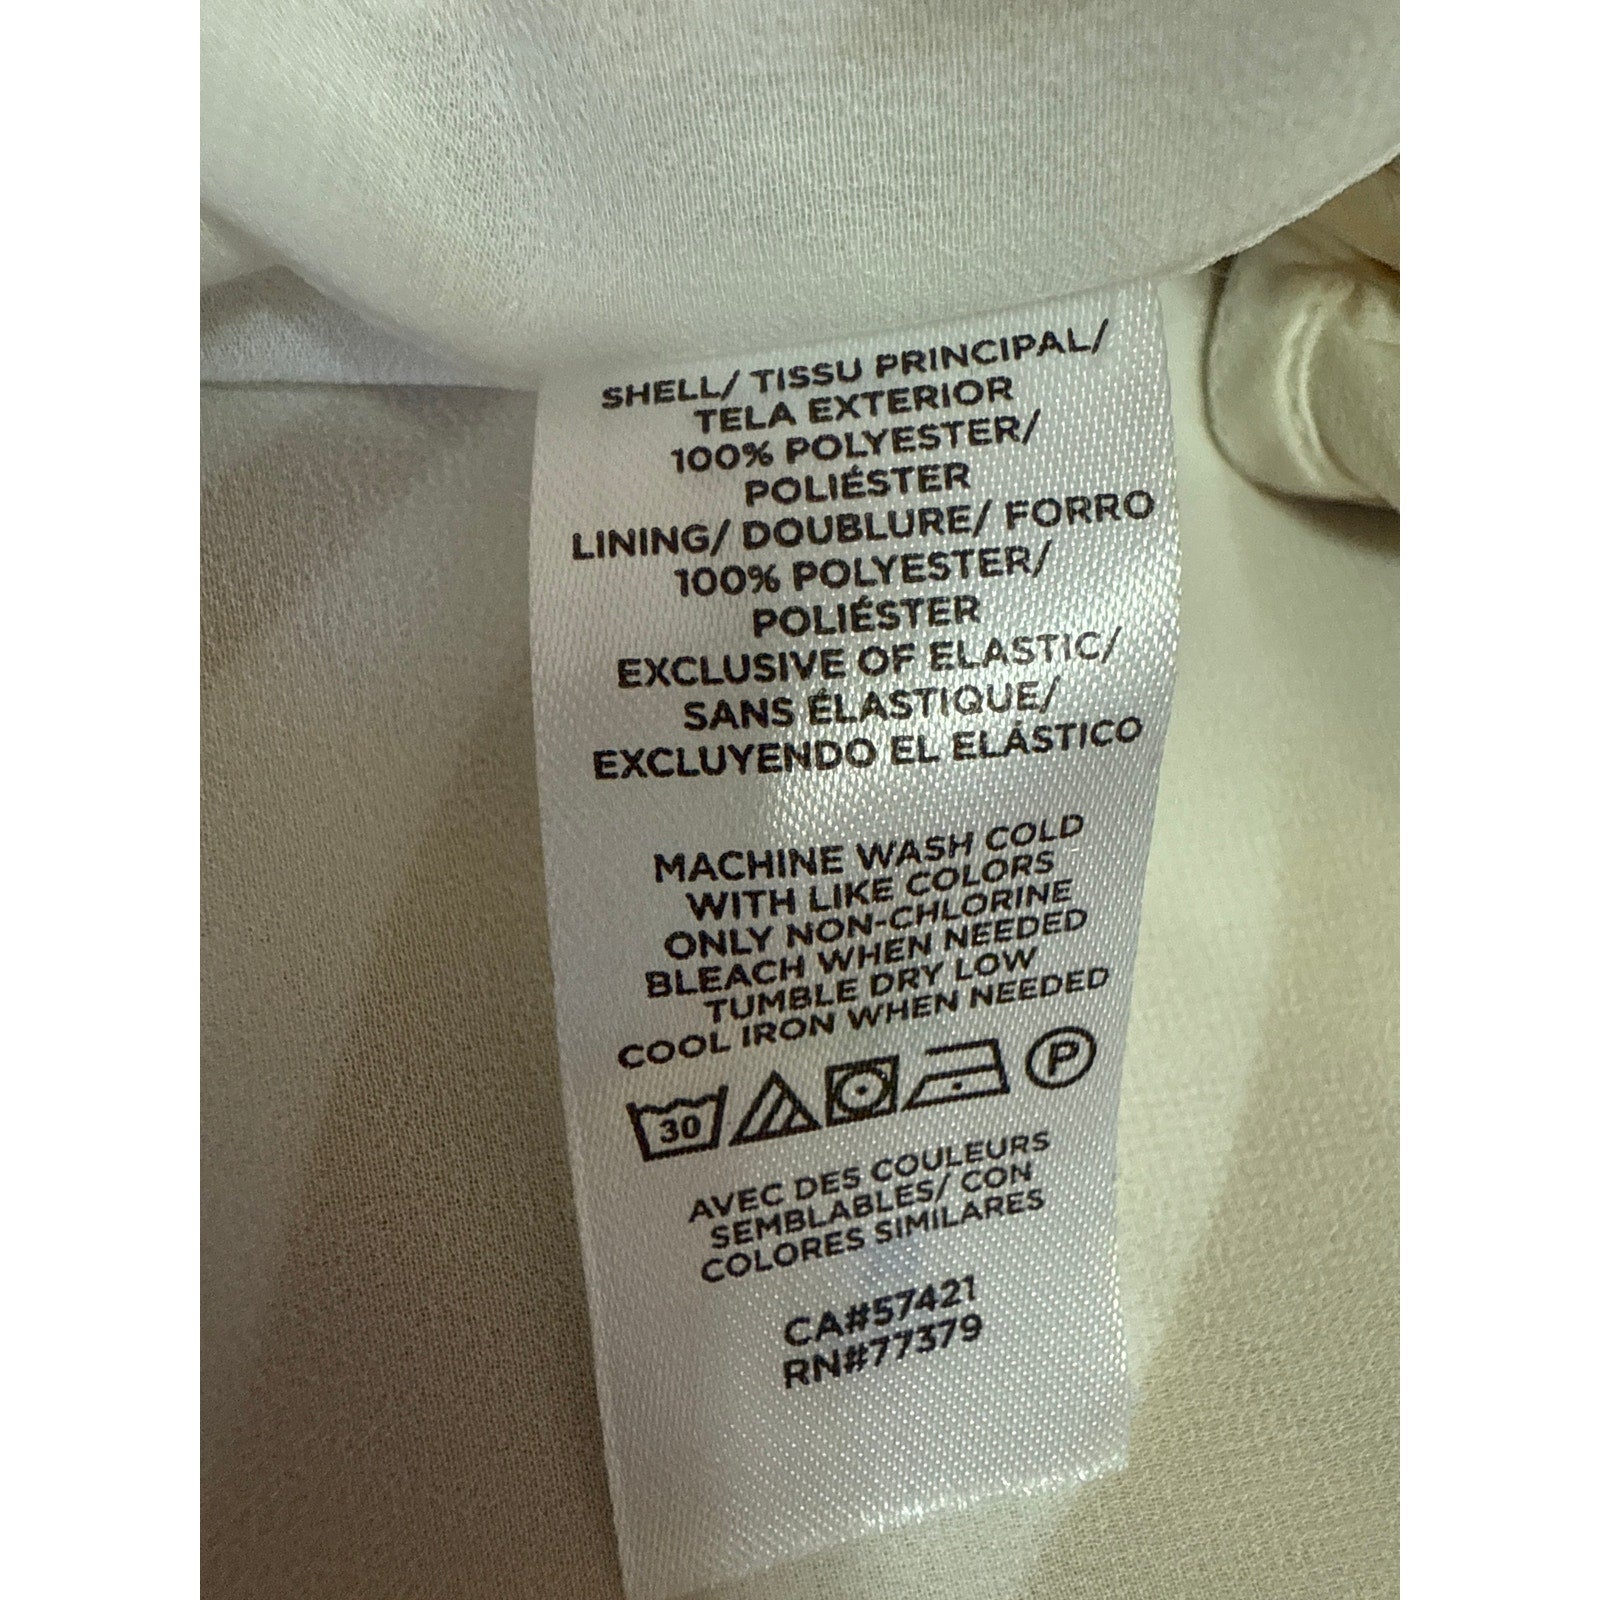 SHELL/ TISSU PRINCIPAL/
TELA EXTERIOR
100% POLYESTER/
POLIÉSTER
LINING/ DOUBLURE/ FORRO
100% POLYESTER/
POLIÉSTER
EXCLUSIVE OF ELASTIC/
SANS ÉLASTIQUE/
EXCLUYENDO EL ELÁSTICO
MACHINE WASH COLD
WITH LIKE COLORS
ONLY NON-CHLORINE
BLEACH WHEN NEEDED
TUMBLE DRY LOW
COOL IRON WHEN NEEDED
30 P
AVEC DES COULEURS
SEMBLABLES/ CON
COLORES SIMILARES
CA#57421
RN#77379